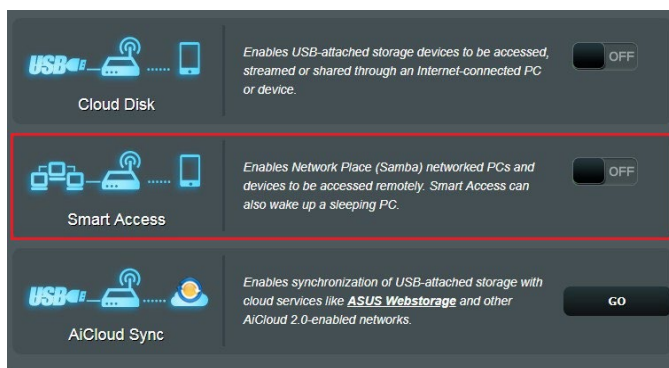 USB
Cloud Disk
Enables USB-attached storage devices to be accessed,
streamed or shared through an Internet-connected PC
or device.
OFF
Smart Access
Enables Network Place (Samba) networked PCs and
devices to be accessed remotely. Smart Access can
also wake up a sleeping PC.
OFF
USB
AiCloud Sync
Enables synchronization of USB-attached storage with
cloud services like ASUS Webstorage and other
AiCloud 2.0-enabled networks.
GO